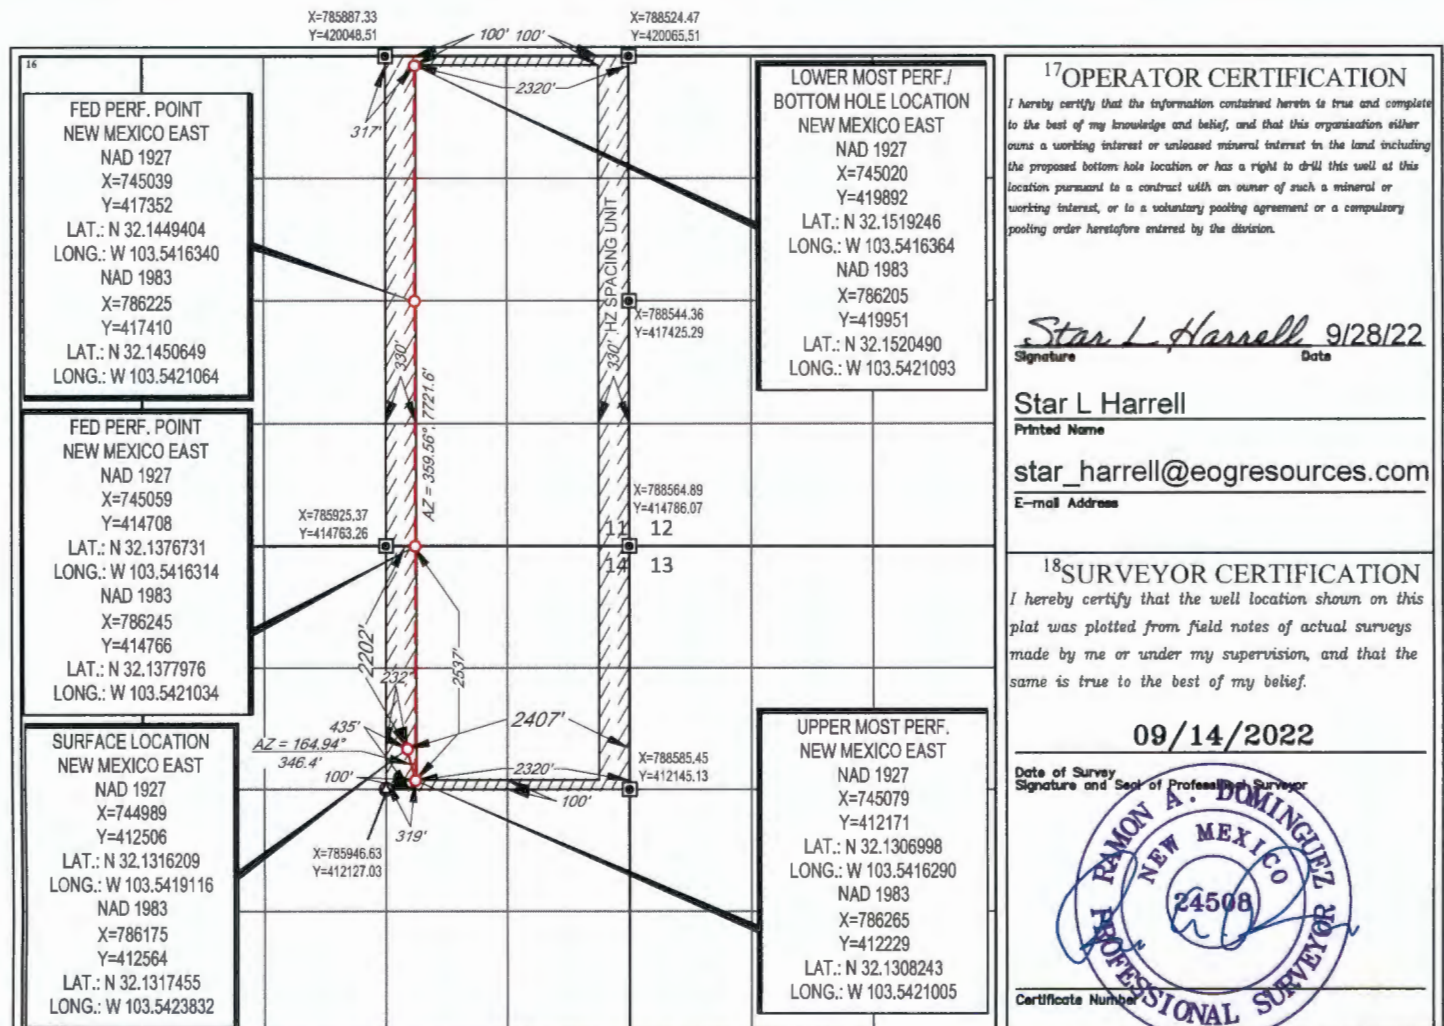 X=785887.33
Y=420048.51
X=788524.47
Y=420065.51
100' 100'
16
2320'
317'
FED PERF. POINT
NEW MEXICO EAST
NAD 1927
X=745039
Y=417352
LAT.: N 32.1449404
LONG.: W 103.5416340
NAD 1983
X=786225
Y=417410
LAT.: N 32.1450649
LONG.: W 103.5421064
LOWER MOST PERF./
BOTTOM HOLE LOCATION
NEW MEXICO EAST
NAD 1927
X=745020
Y=419892
LAT.: N 32.1519246
LONG.: W 103.5416364
NAD 1983
X=786205
Y=419951
LAT.: N 32.1520490
LONG.: W 103.5421093
HZ SPACING UNIT
X=788544.36
Y=417425.29
330'
330'
AZ = 359.56°, 7721.6'
FED PERF. POINT
NEW MEXICO EAST
NAD 1927
X=745059
Y=414708
LAT.: N 32.1376731
LONG.: W 103.5416314
NAD 1983
X=786245
Y=414766
LAT.: N 32.1377976
LONG.: W 103.5421034
X=785925.37
Y=414763.26
X=788564.89
Y=414786.07
11 12
14 13
2202'
232'
2537'
435'
AZ = 164.94°
346.4'
100'
2407'
2320'
100'
319'
X=788585.45
Y=412145.13
X=785946.63
Y=412127.03
SURFACE LOCATION
NEW MEXICO EAST
NAD 1927
X=744989
Y=412506
LAT.: N 32.1316209
LONG.: W 103.5419116
NAD 1983
X=786175
Y=412564
LAT.: N 32.1317455
LONG.: W 103.5423832
UPPER MOST PERF.
NEW MEXICO EAST
NAD 1927
X=745079
Y=412171
LAT.: N 32.1306998
LONG.: W 103.5416290
NAD 1983
X=786265
Y=412229
LAT.: N 32.1308243
LONG.: W 103.5421005
17 OPERATOR CERTIFICATION
I hereby certify that the information contained herein is true and complete
to the best of my knowledge and belief, and that this organization either
owns a working interest or unleased mineral interest in the land including
the proposed bottom hole location or has a right to drill this well at this
location pursuant to a contract with an owner of such a mineral or
working interest, or to a voluntary pooling agreement or a compulsory
pooling order heretofore entered by the division.
Star L Harrell 9/28/22
Signature Date
Star L Harrell
Printed Name
star_harrell@eogresources.com
E-mail Address
18 SURVEYOR CERTIFICATION
I hereby certify that the well location shown on this
plat was plotted from field notes of actual surveys
made by me or under my supervision, and that the
same is true to the best of my belief.
09/14/2022
Date of Survey
Signature and Seal of Professional Surveyor
RAMON A. DOMINGUEZ
NEW MEXICO
24508
PROFESSIONAL SURVEYOR
Certificate Number